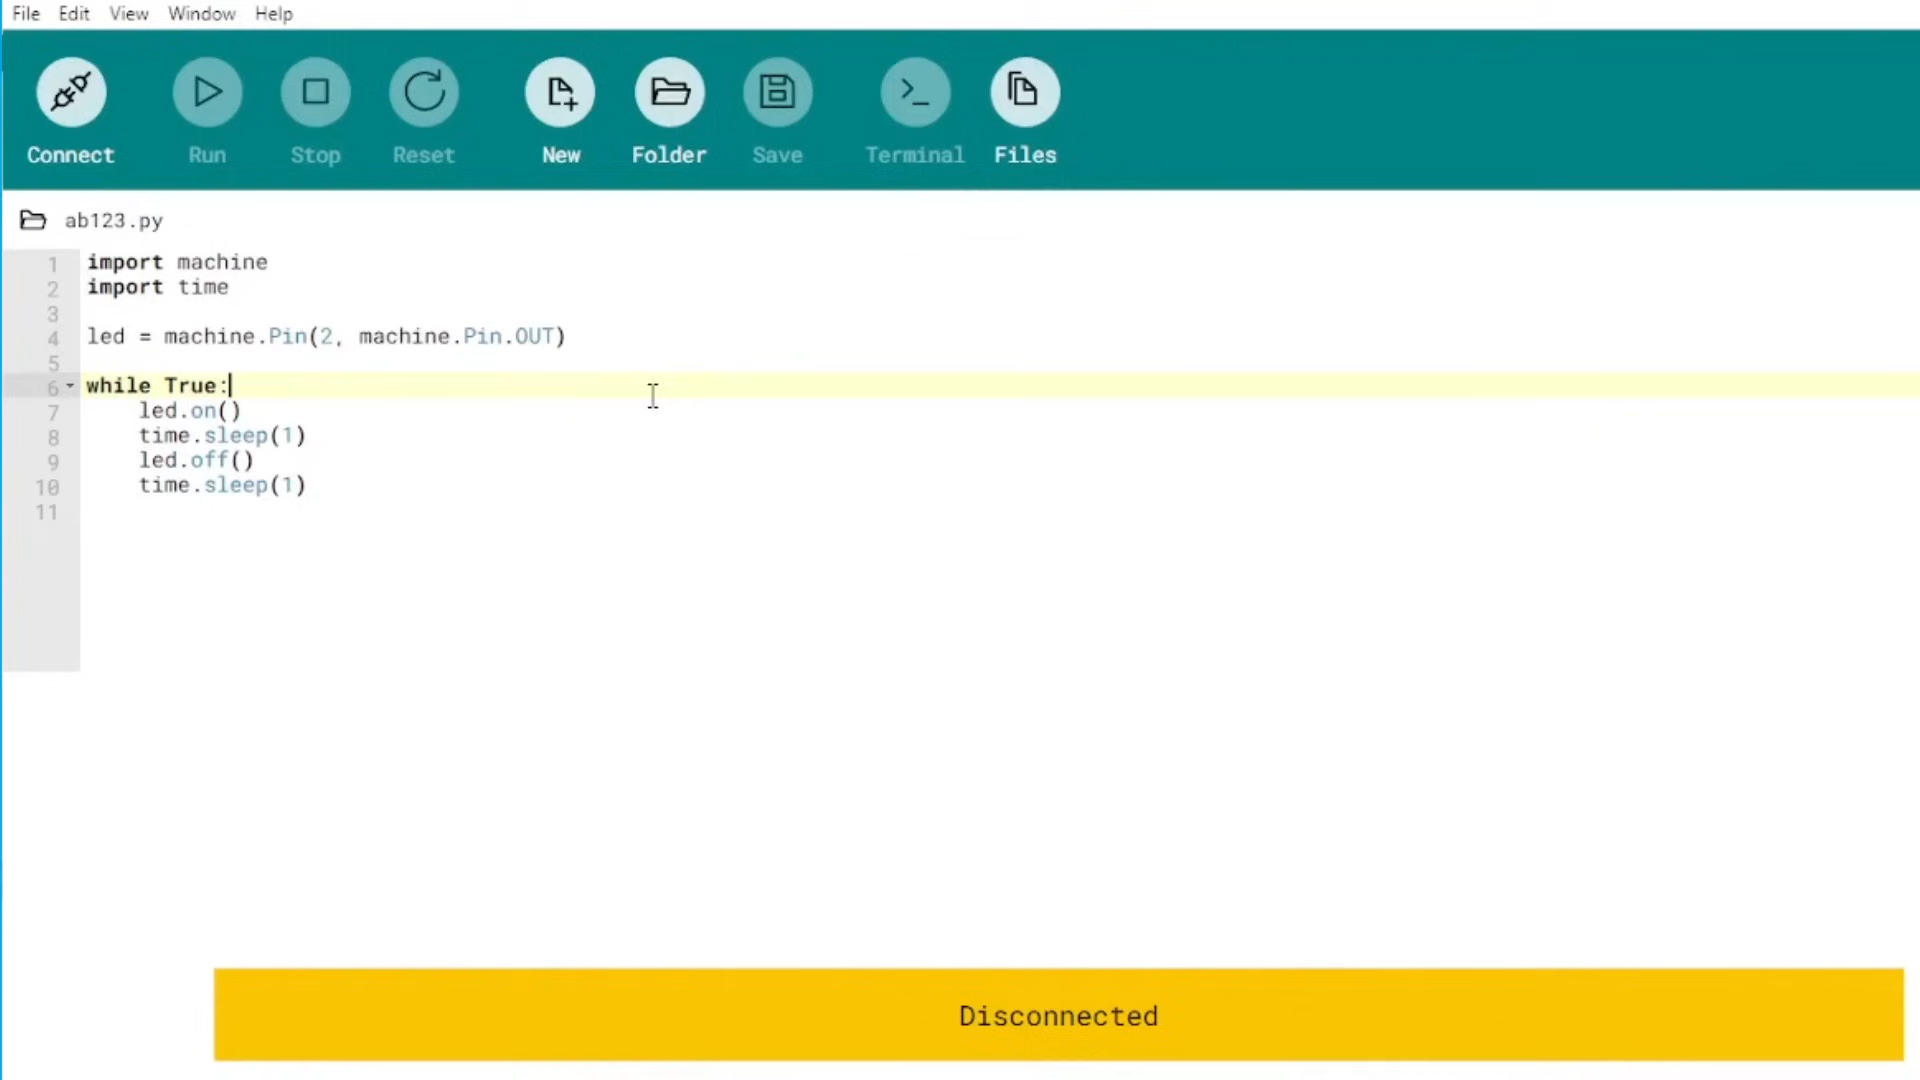 File Edit View Window Help
Connect Run Stop Reset New Folder Save Terminal Files
ab123.py
1 import machine
2 import time
3
4 led = machine.Pin(2, machine.Pin.OUT)
5
6 while True:
7     led.on()
8     time.sleep(1)
9     led.off()
10     time.sleep(1)
11
Disconnected